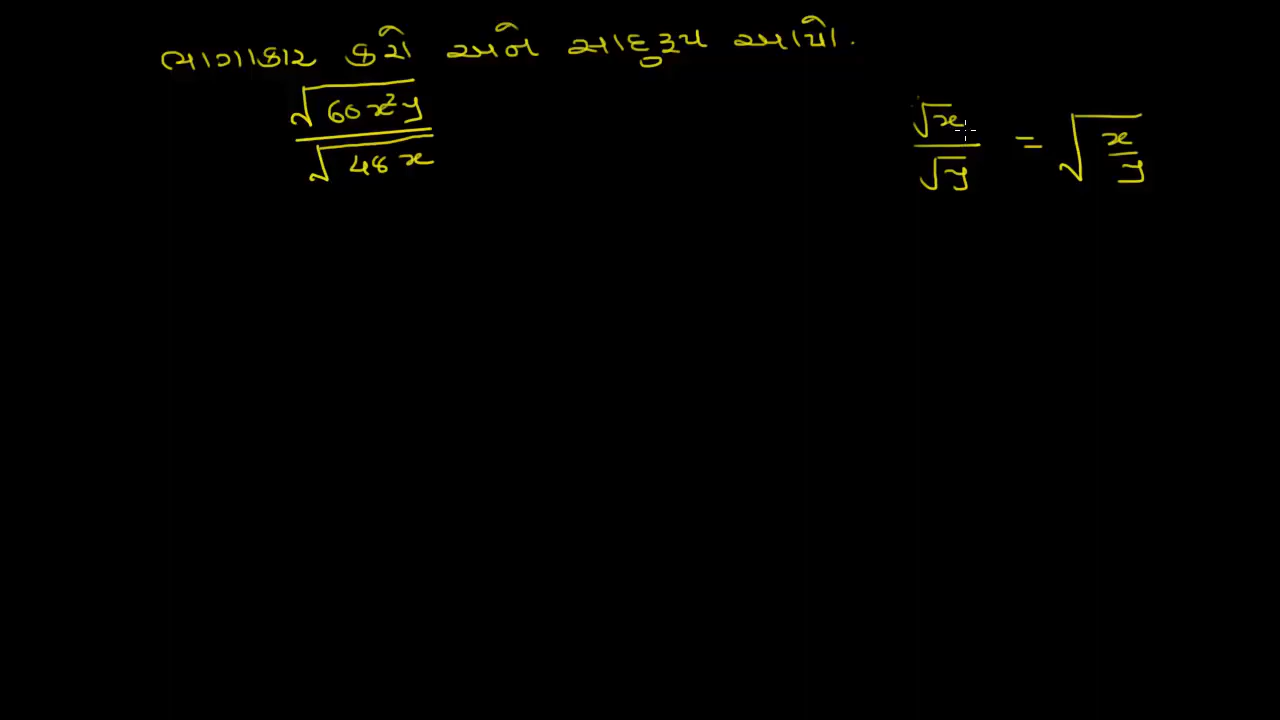 ભાગાકાર કરો અને સાદુરૂપ આપો.
√(60x²y) / √(48x)
√x / √y = √(x/y)